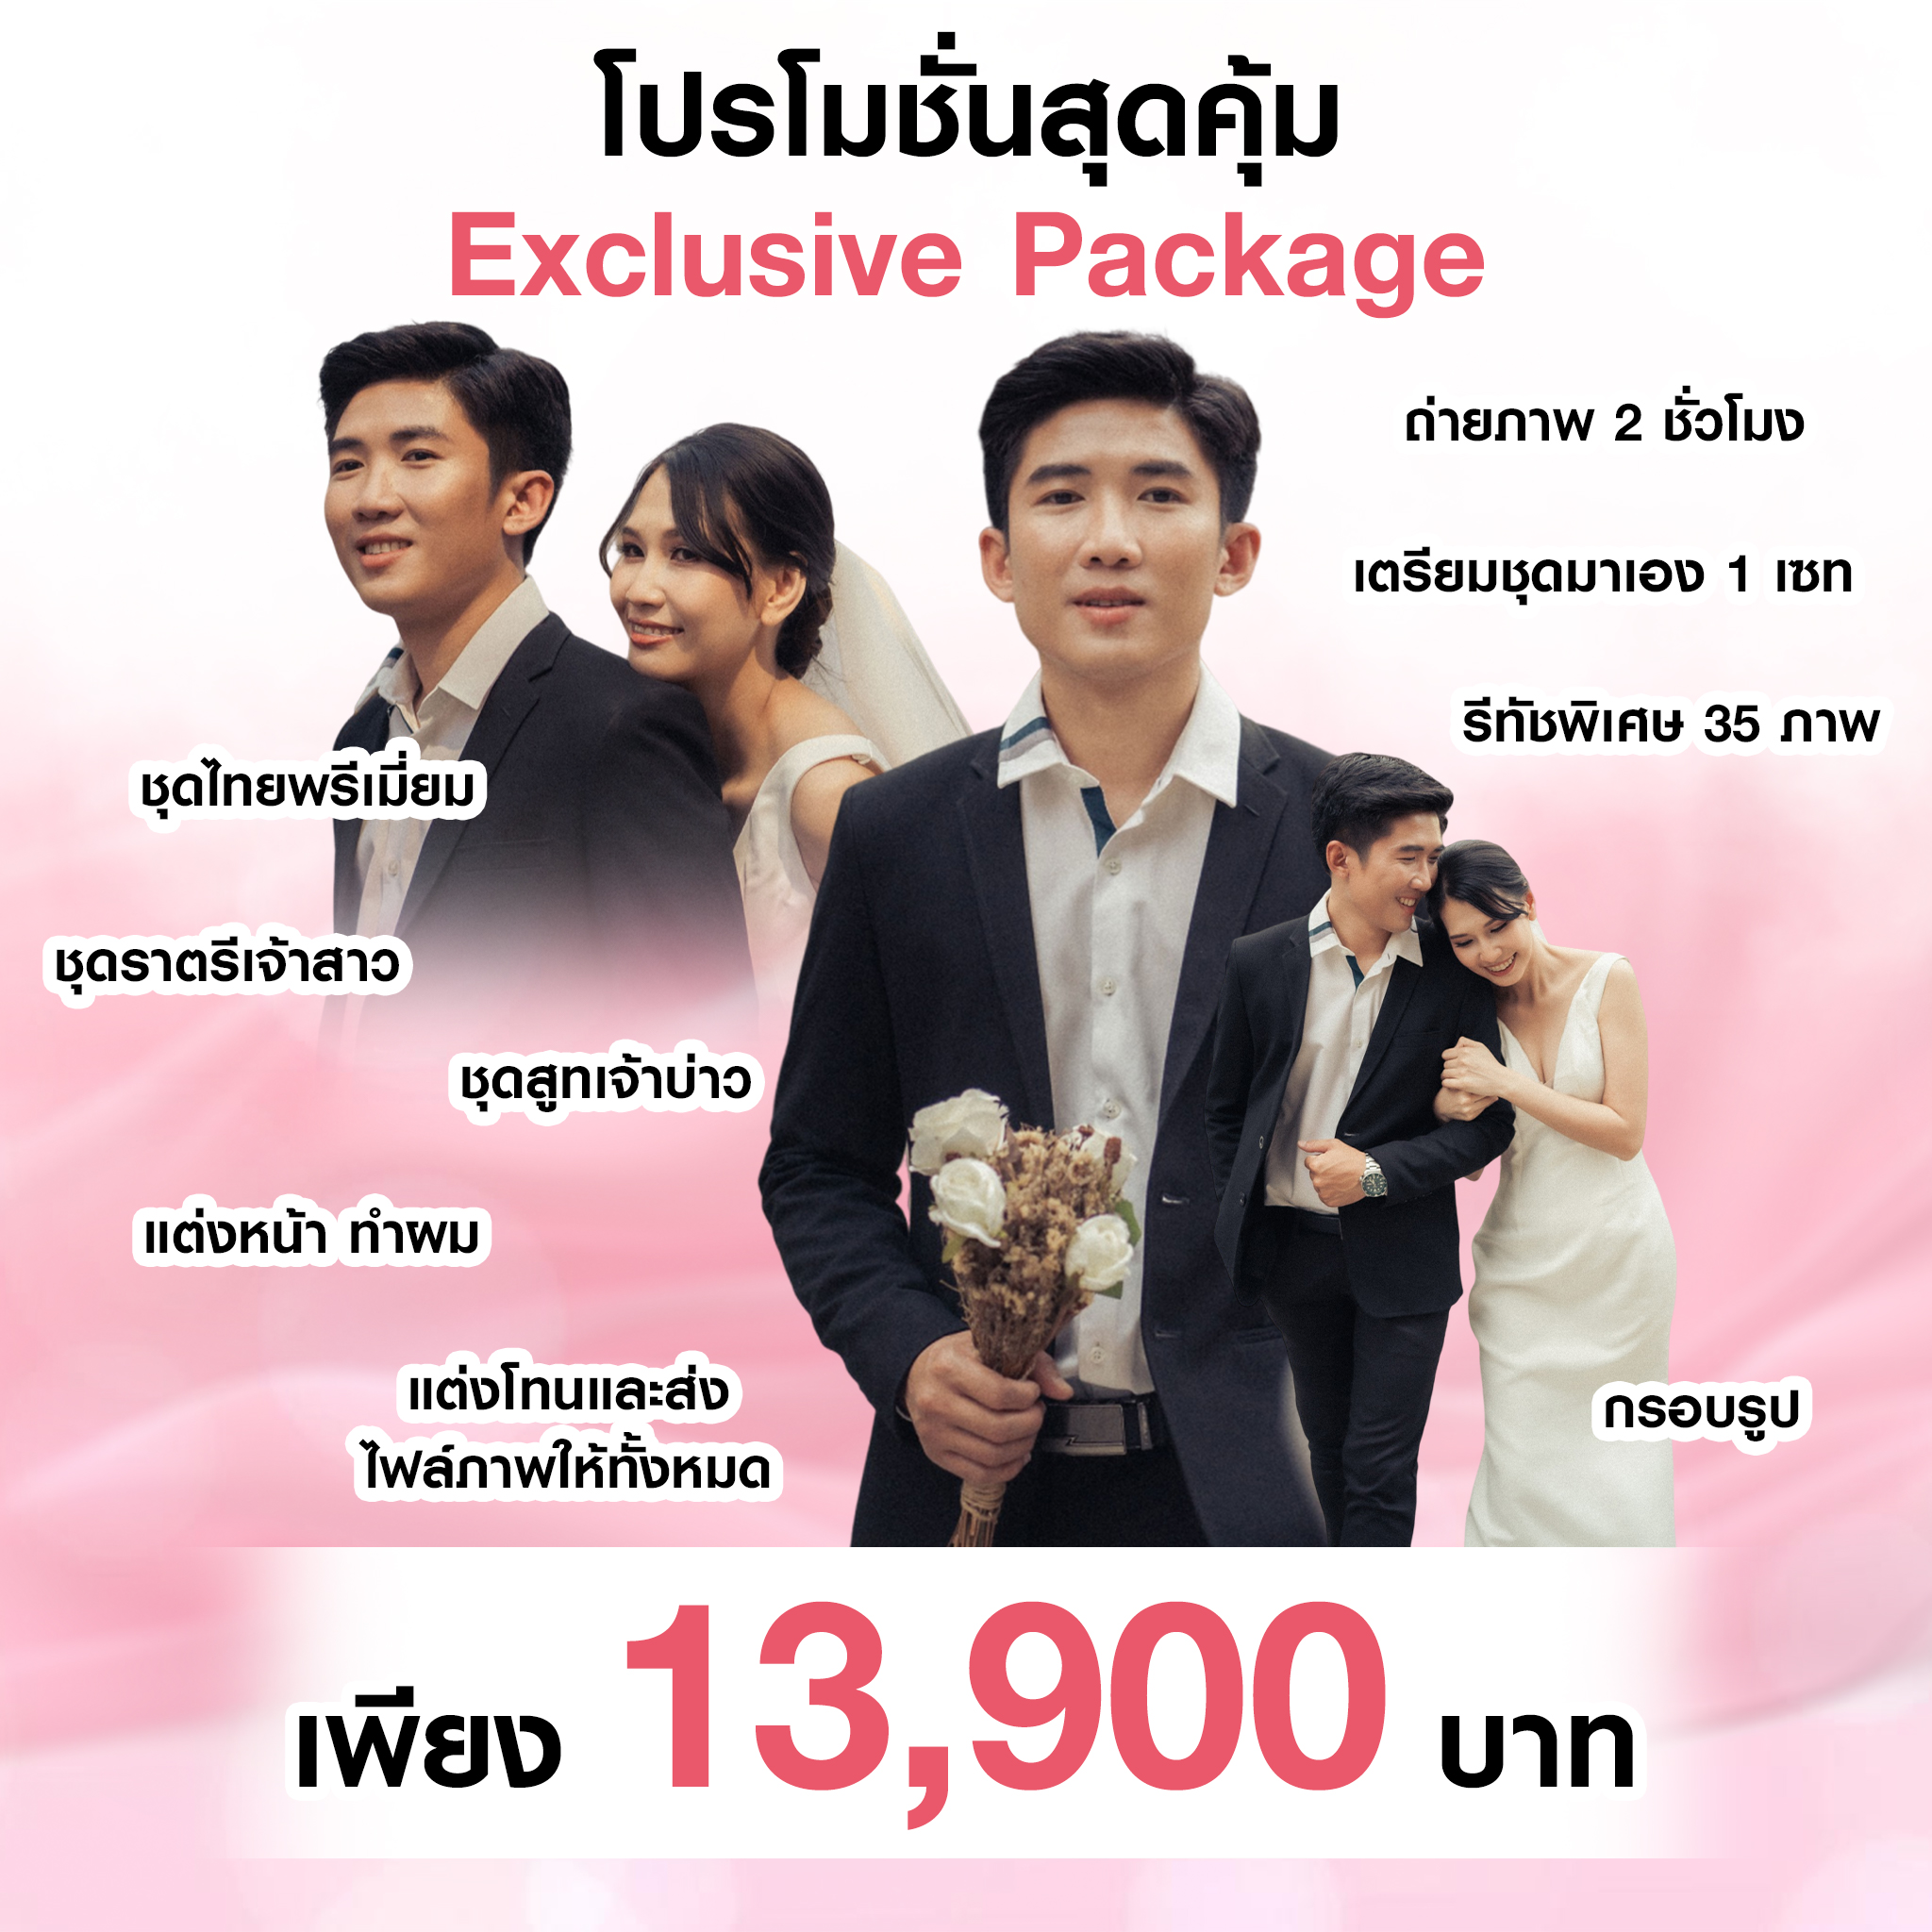 โปรโมชั่นสุดคุ้ม
Exclusive Package
ถ่ายภาพ 2 ชั่วโมง
เตรียมชุดมาเอง 1 เซท
รีทัชพิเศษ 35 ภาพ
ชุดไทยพรีเมี่ยม
ชุดราตรีเจ้าสาว
ชุดสูทเจ้าบ่าว
แต่งหน้า ทำผม
แต่งโทนและส่ง
ไฟล์ภาพให้ทั้งหมด
กรอบรูป
เพียง 13,900 บาท